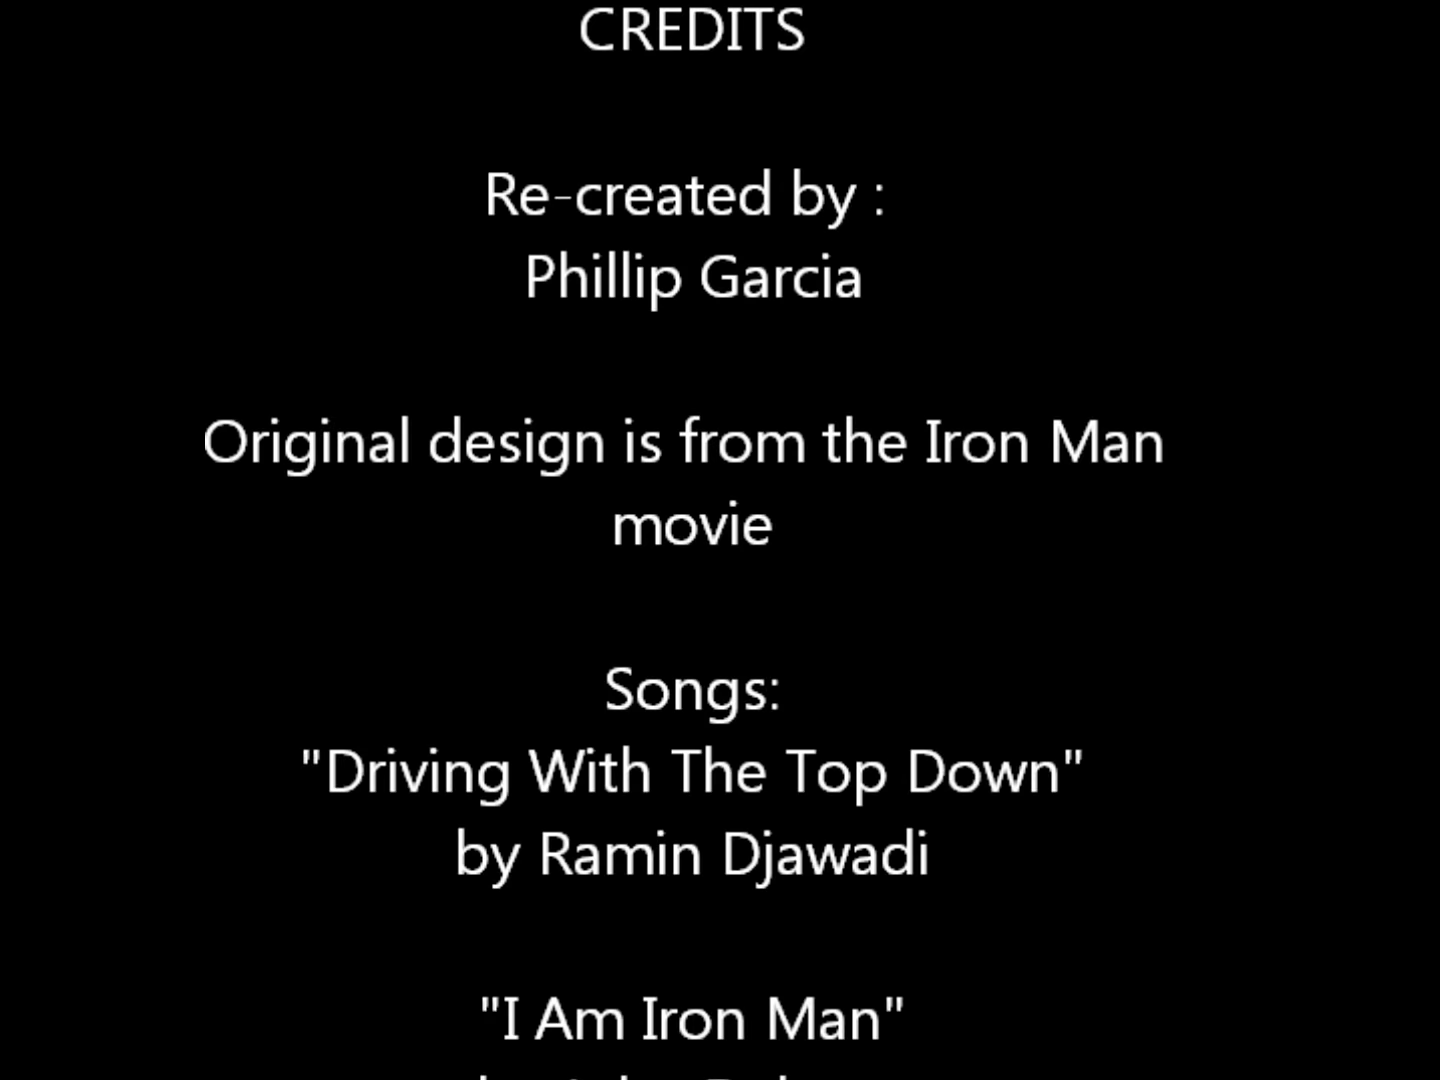 CREDITS
Re-created by :
Phillip Garcia
Original design is from the Iron Man
movie
Songs:
"Driving With The Top Down"
by Ramin Djawadi
"I Am Iron Man"